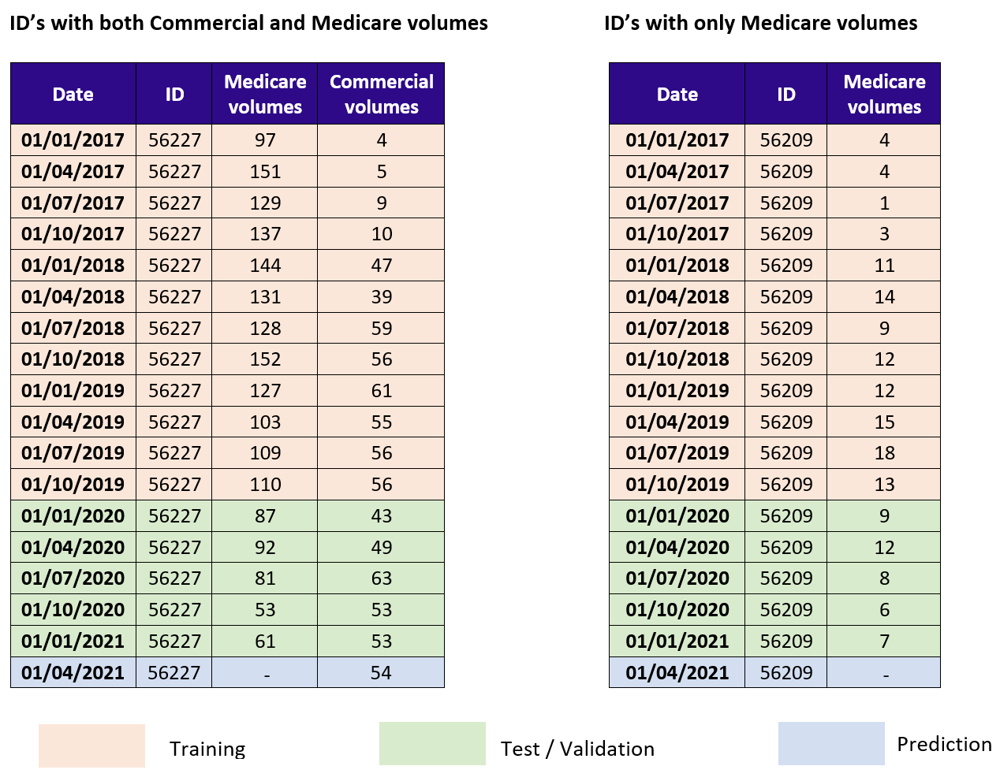 ID’s with both Commercial and Medicare volumes
Date ID Medicare volumes Commercial volumes
01/01/2017 56227 97 4
01/04/2017 56227 151 5
01/07/2017 56227 129 9
01/10/2017 56227 137 10
01/01/2018 56227 144 47
01/04/2018 56227 131 39
01/07/2018 56227 128 59
01/10/2018 56227 152 56
01/01/2019 56227 127 61
01/04/2019 56227 103 55
01/07/2019 56227 109 56
01/10/2019 56227 110 56
01/01/2020 56227 87 43
01/04/2020 56227 92 49
01/07/2020 56227 81 63
01/10/2020 56227 53 53
01/01/2021 56227 61 53
01/04/2021 56227 - 54
ID’s with only Medicare volumes
Date ID Medicare volumes
01/01/2017 56209 4
01/04/2017 56209 4
01/07/2017 56209 1
01/10/2017 56209 3
01/01/2018 56209 11
01/04/2018 56209 14
01/07/2018 56209 9
01/10/2018 56209 12
01/01/2019 56209 12
01/04/2019 56209 15
01/07/2019 56209 18
01/10/2019 56209 13
01/01/2020 56209 9
01/04/2020 56209 12
01/07/2020 56209 8
01/10/2020 56209 6
01/01/2021 56209 7
01/04/2021 56209 -
Training
Test / Validation
Prediction